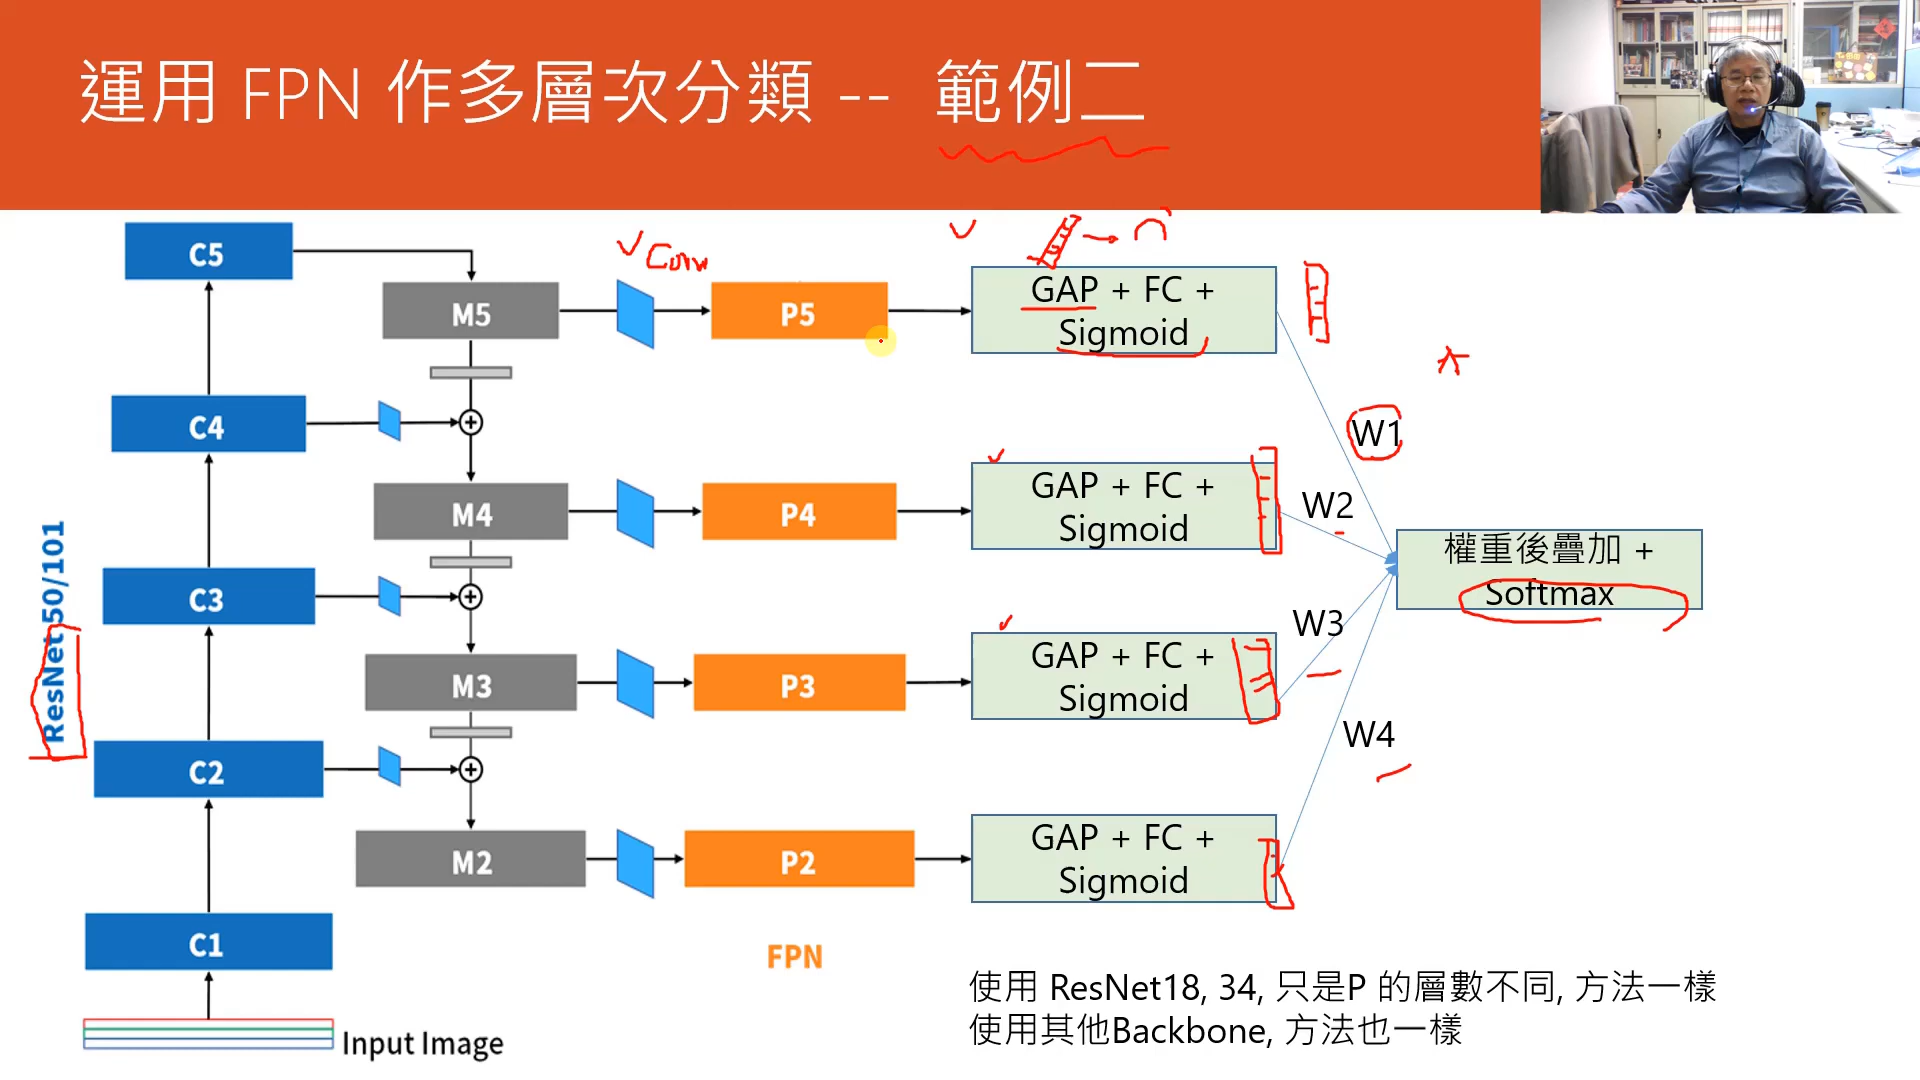 運用 FPN 作多層次分類 -- 範例二
C5
C4
C3
C2
C1
ResNet 50/101
Input Image
M5
M4
M3
M2
Conv
P5
P4
P3
P2
FPN
GAP + FC +
Sigmoid
GAP + FC +
Sigmoid
GAP + FC +
Sigmoid
GAP + FC +
Sigmoid
W1
W2
W3
W4
權重後疊加 +
Softmax
使用 ResNet18, 34, 只是P 的層數不同, 方法一樣
使用其他Backbone, 方法也一樣